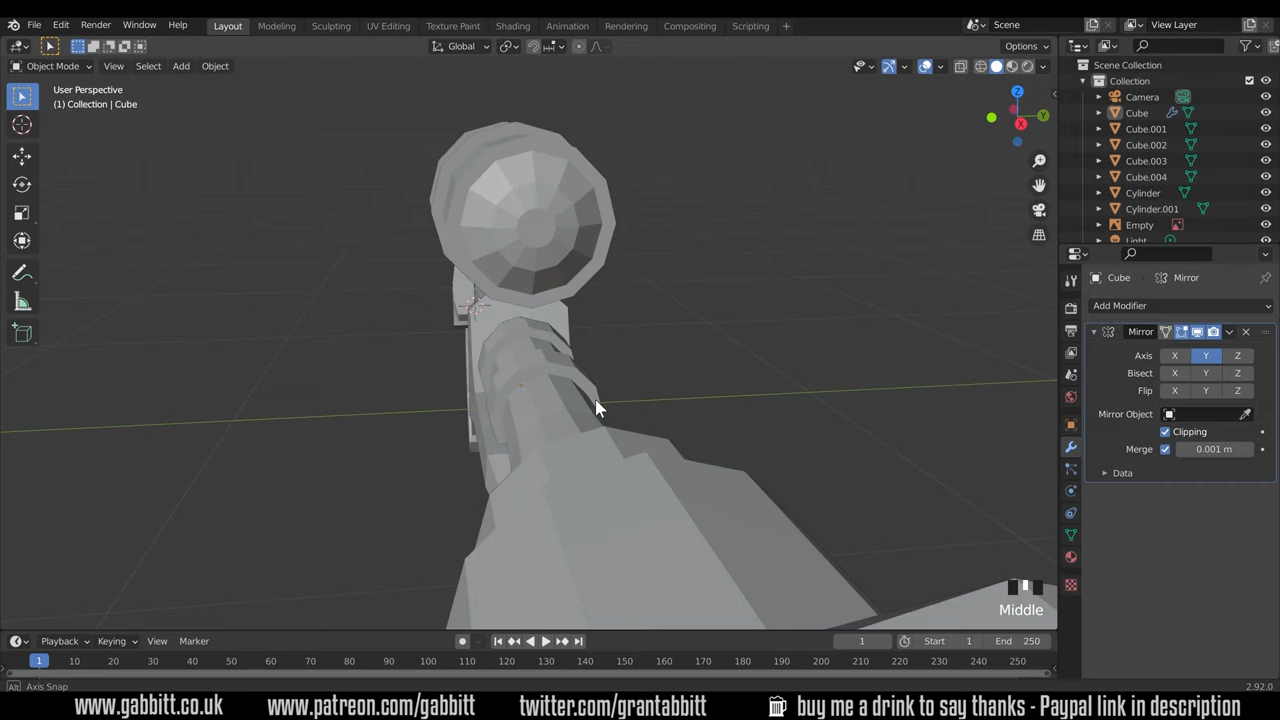 File Edit Render Window Help Layout Modeling Sculpting UV Editing Texture Paint Shading Animation Rendering Compositing Scripting + Scene View Layer
Global Options
Object Mode View Select Add Object
User Perspective
(1) Collection | Cube
Z
Y
X
Scene Collection
Collection
Camera
Cube
Cube.001
Cube.002
Cube.003
Cube.004
Cylinder
Cylinder.001
Empty
Light
Cube Mirror
Add Modifier
Mirror
Axis X Y Z
Bisect X Y Z
Flip X Y Z
Mirror Object
Clipping
Merge 0.001 m
Data
Middle
Playback Keying View Marker 1 Start 1 End 250
1 10 20 30 40 50 60 70 80 90 100 110 120 130 140 150 160 170 180 190 200 210 220 230 240 250
Alt Axis Snap 2.92.0
www.gabbitt.co.uk www.patreon.com/gabbitt twitter.com/grantabbitt buy me a drink to say thanks - Paypal link in description